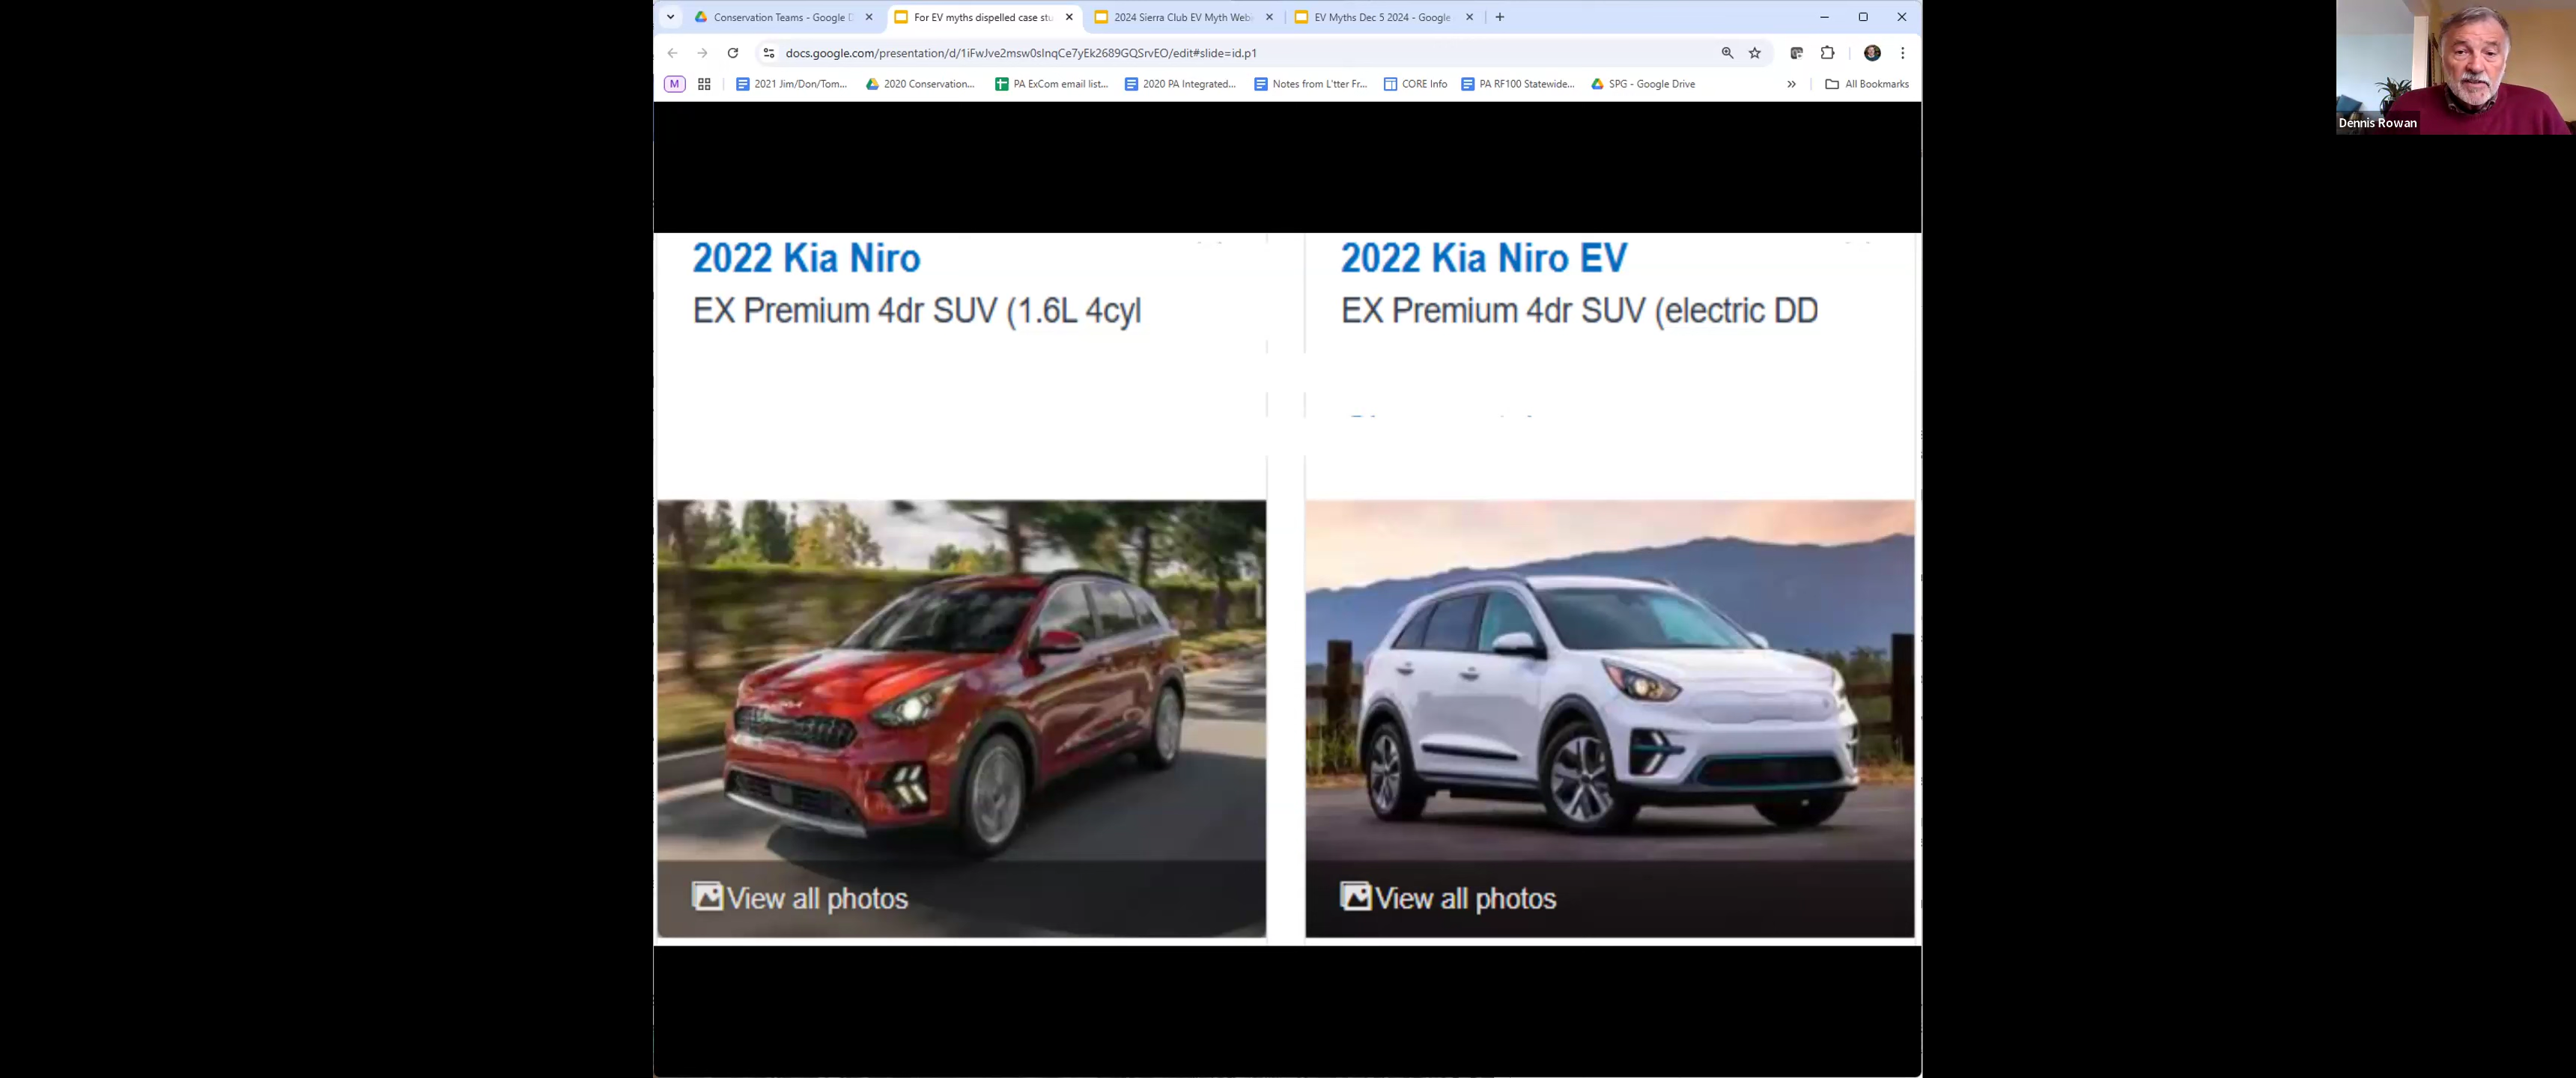 Conservation Teams - Google D
For EV myths dispelled case stu
2024 Sierra Club EV Myth Webi
EV Myths Dec 5 2024 - Google
docs.google.com/presentation/d/1iFwJve2msw0sInqCe7yEk2689GQSrvEO/edit#slide=id.p1
M
2021 Jim/Don/Tom...
2020 Conservation...
PA ExCom email list...
2020 PA Integrated...
Notes from L'tter Fr...
CORE Info
PA RF100 Statewide...
SPG - Google Drive
All Bookmarks
Dennis Rowan
2022 Kia Niro
EX Premium 4dr SUV (1.6L 4cyl
View all photos
2022 Kia Niro EV
EX Premium 4dr SUV (electric DD
View all photos